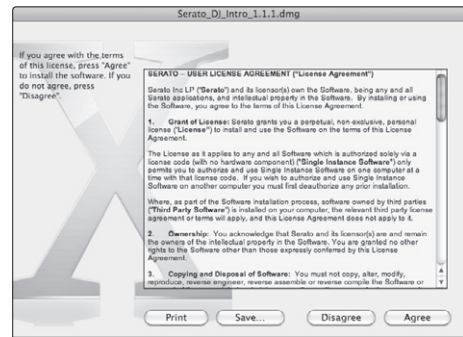 Serato_DJ_Intro_1.1.1.dmg
If you agree with the terms
of this license, press "Agree"
to install the software. If you
do not agree, press
"Disagree".
SERATO – USER LICENSE AGREEMENT ("License Agreement")
Serato Inc LP ("Serato") and its licensor(s) own the Software, being any and all
Serato applications, and intellectual property in the Software. By installing or using
the Software, you agree to the terms of this License Agreement.
1. Grant of License: Serato grants you a perpetual, non-exclusive, personal
license ("License") to install and use the Software on the terms of this License
Agreement.
The License as it applies to any and all Software which is authorized solely via a
license code (with no hardware component) ("Single Instance Software") only
permits you to authorize and use Single Instance Software on one computer at a
time with that license code. If you wish to authorize and use Single Instance
Software on another computer you must first deauthorize any prior installation.
Where, as part of the Software installation process, software owned by third parties
("Third Party Software") is installed on your computer, the relevant third party license
agreement or terms will apply, and this License Agreement does not apply to it.
2. Ownership: You acknowledge that Serato and its licensor(s) are and remain
the owners of the intellectual property in the Software. You are granted no other
rights to the Software other than those expressly conferred by this License
Agreement.
3. Copying and Disposal of Software: You must not copy, alter, modify,
reproduce, reverse engineer, reverse assemble or reverse compile the Software or
Print Save... Disagree Agree